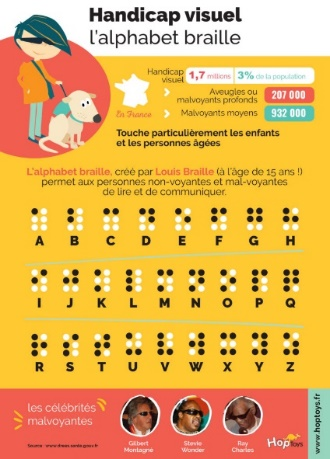 Handicap visuel
l'alphabet braille
Handicap visuel 1,7 millions 3% de la population
En France
Aveugles ou malvoyants profonds 207 000
Malvoyants moyens 932 000
Touche particulièrement les enfants
et les personnes âgées
L'alphabet braille, créé par Louis Braille (à l'âge de 15 ans !)
permet aux personnes non-voyantes et mal-voyantes
de lire et de communiquer.
A B C D E F G H
I J K L M N O P Q
R S T U V W X Y Z
les célébrités
malvoyantes
Gilbert Montagné
Stevie Wonder
Ray Charles
Hop Toys
www.hoptoys.fr